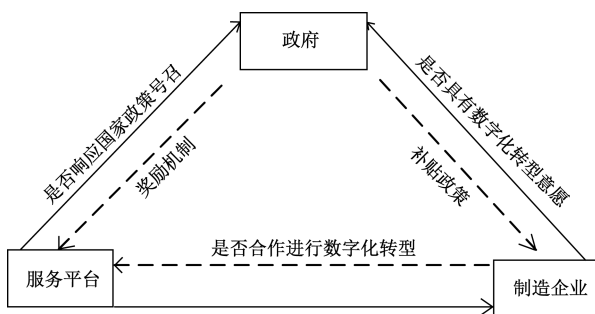 政府
是否响应国家政策号召
奖励机制
是否具有数字化转型意愿
补贴政策
是否合作进行数字化转型
服务平台
制造企业